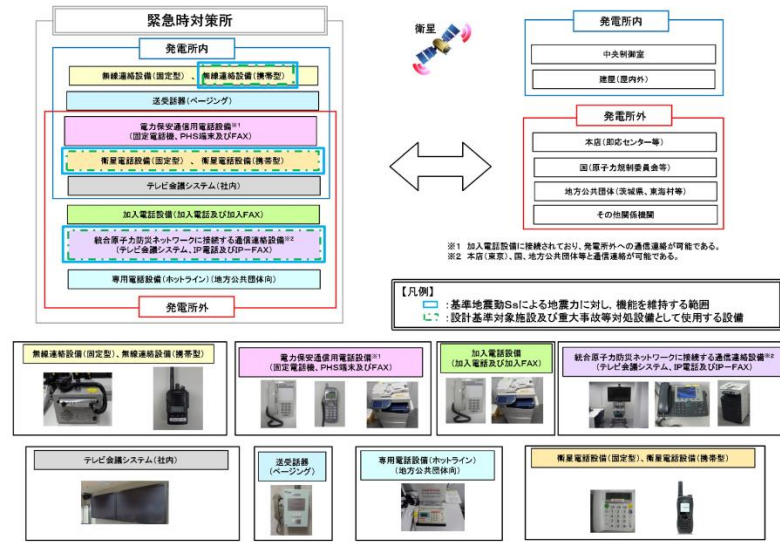 緊急時対策所
発電所内
無線連絡設備(固定型)、無線連絡設備(携帯型)
送受話器(ページング)
電力保安通信用電話設備※1
(固定電話機、PHS端末及びFAX)
衛星電話設備(固定型)、衛星電話設備(携帯型)
テレビ会議システム(社内)
加入電話設備(加入電話及び加入FAX)
統合原子力防災ネットワークに接続する通信連絡設備※2
(テレビ会議システム、IP電話及びIP-FAX)
専用電話設備(ホットライン)(地方公共団体向)
発電所外
衛星
発電所内
中央制御室
建屋(屋内外)
発電所外
本店(即応センター等)
国(原子力規制委員会等)
地方公共団体(茨城県、東海村等)
その他関係機関
※1 加入電話設備に接続されており、発電所外への通信連絡が可能である。
※2 本店(東京)、国、地方公共団体等と通信連絡が可能である。
【凡例】
:基準地震動Ssによる地震力に対し,機能を維持する範囲
:設計基準対象施設及び重大事故等対処設備として使用する設備
無線連絡設備(固定型)、無線連絡設備(携帯型)
電力保安通信用電話設備※1
(固定電話機、PHS端末及びFAX)
加入電話設備
(加入電話及び加入FAX)
統合原子力防災ネットワークに接続する通信連絡設備※2
(テレビ会議システム、IP電話及びIP-FAX)
テレビ会議システム(社内)
送受話器
(ページング)
専用電話設備(ホットライン)
(地方公共団体向)
衛星電話設備(固定型)、衛星電話設備(携帯型)